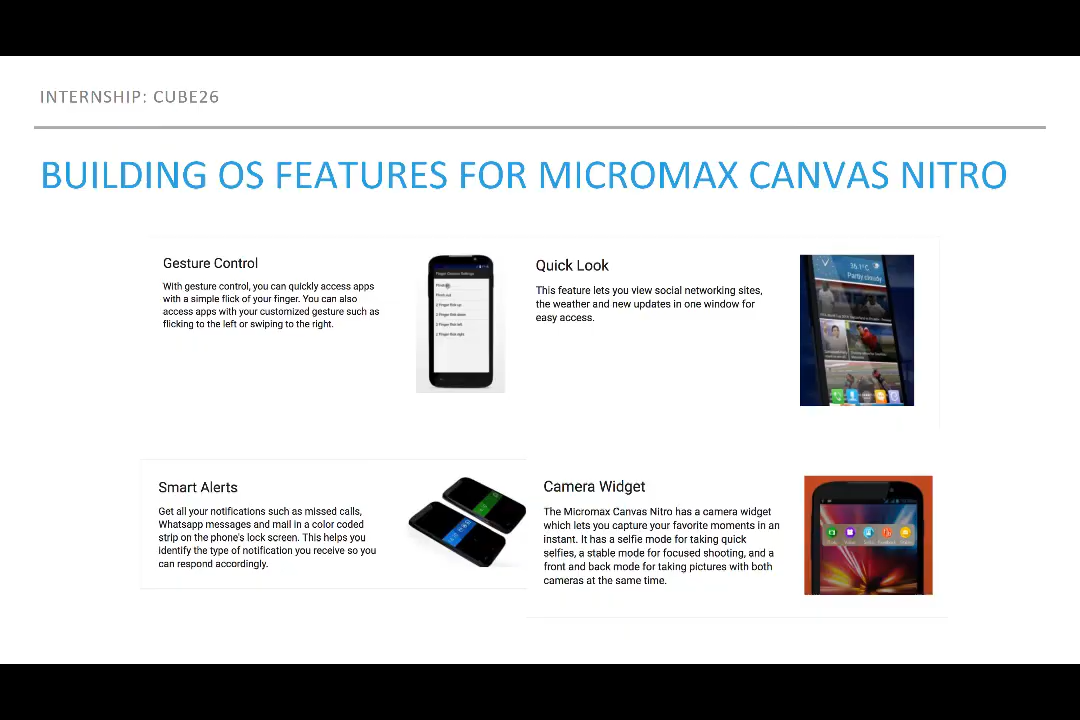 INTERNSHIP: CUBE26
BUILDING OS FEATURES FOR MICROMAX CANVAS NITRO
Gesture Control
With gesture control, you can quickly access apps
with a simple flick of your finger. You can also
access apps with your customized gesture such as
flicking to the left or swiping to the right.
Quick Look
This feature lets you view social networking sites,
the weather and new updates in one window for
easy access.
36.1°C
Partly cloudy
Smart Alerts
Get all your notifications such as missed calls,
Whatsapp messages and mail in a color coded
strip on the phone's lock screen. This helps you
identify the type of notification you receive so you
can respond accordingly.
Camera Widget
The Micromax Canvas Nitro has a camera widget
which lets you capture your favorite moments in an
instant. It has a selfie mode for taking quick
selfies, a stable mode for focused shooting, and a
front and back mode for taking pictures with both
cameras at the same time.